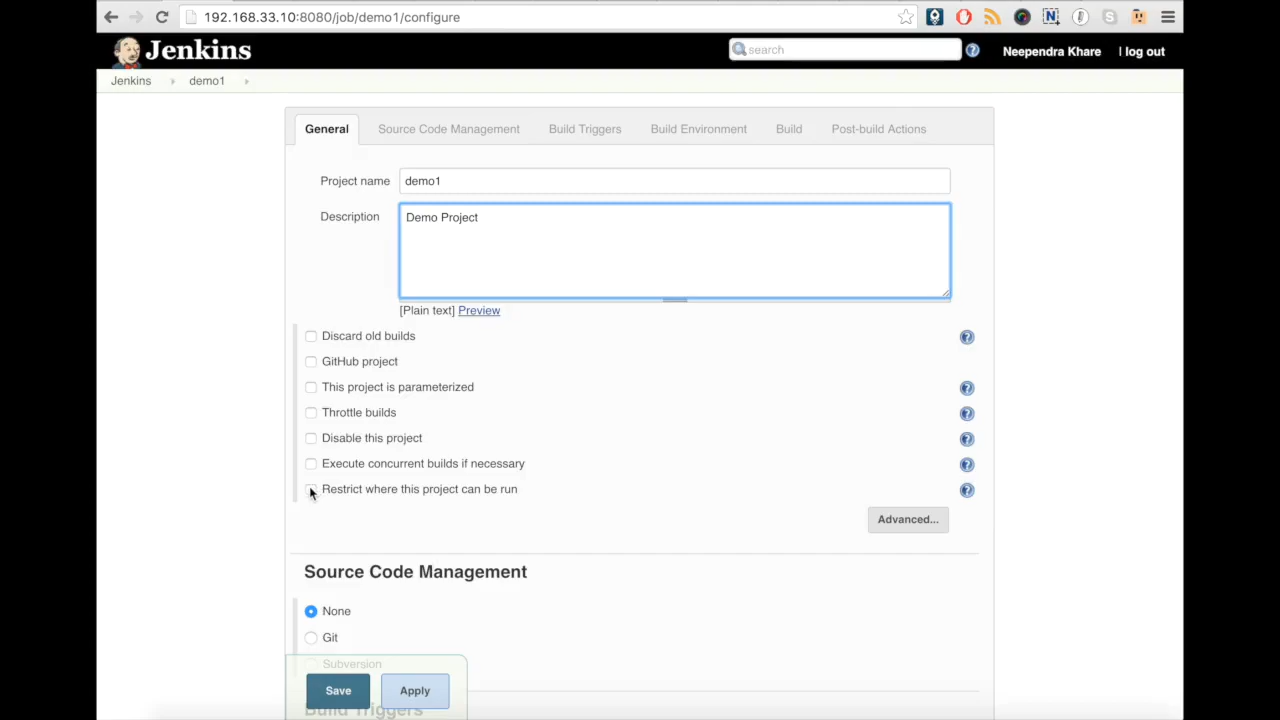 192.168.33.10:8080/job/demo1/configure
Jenkins
search
Neependra Khare
| log out
Jenkins
demo1
General
Source Code Management
Build Triggers
Build Environment
Build
Post-build Actions
Project name
demo1
Description
Demo Project
[Plain text] Preview
Discard old builds
GitHub project
This project is parameterized
Throttle builds
Disable this project
Execute concurrent builds if necessary
Restrict where this project can be run
Advanced...
Source Code Management
None
Git
Subversion
Save
Apply
Build Triggers